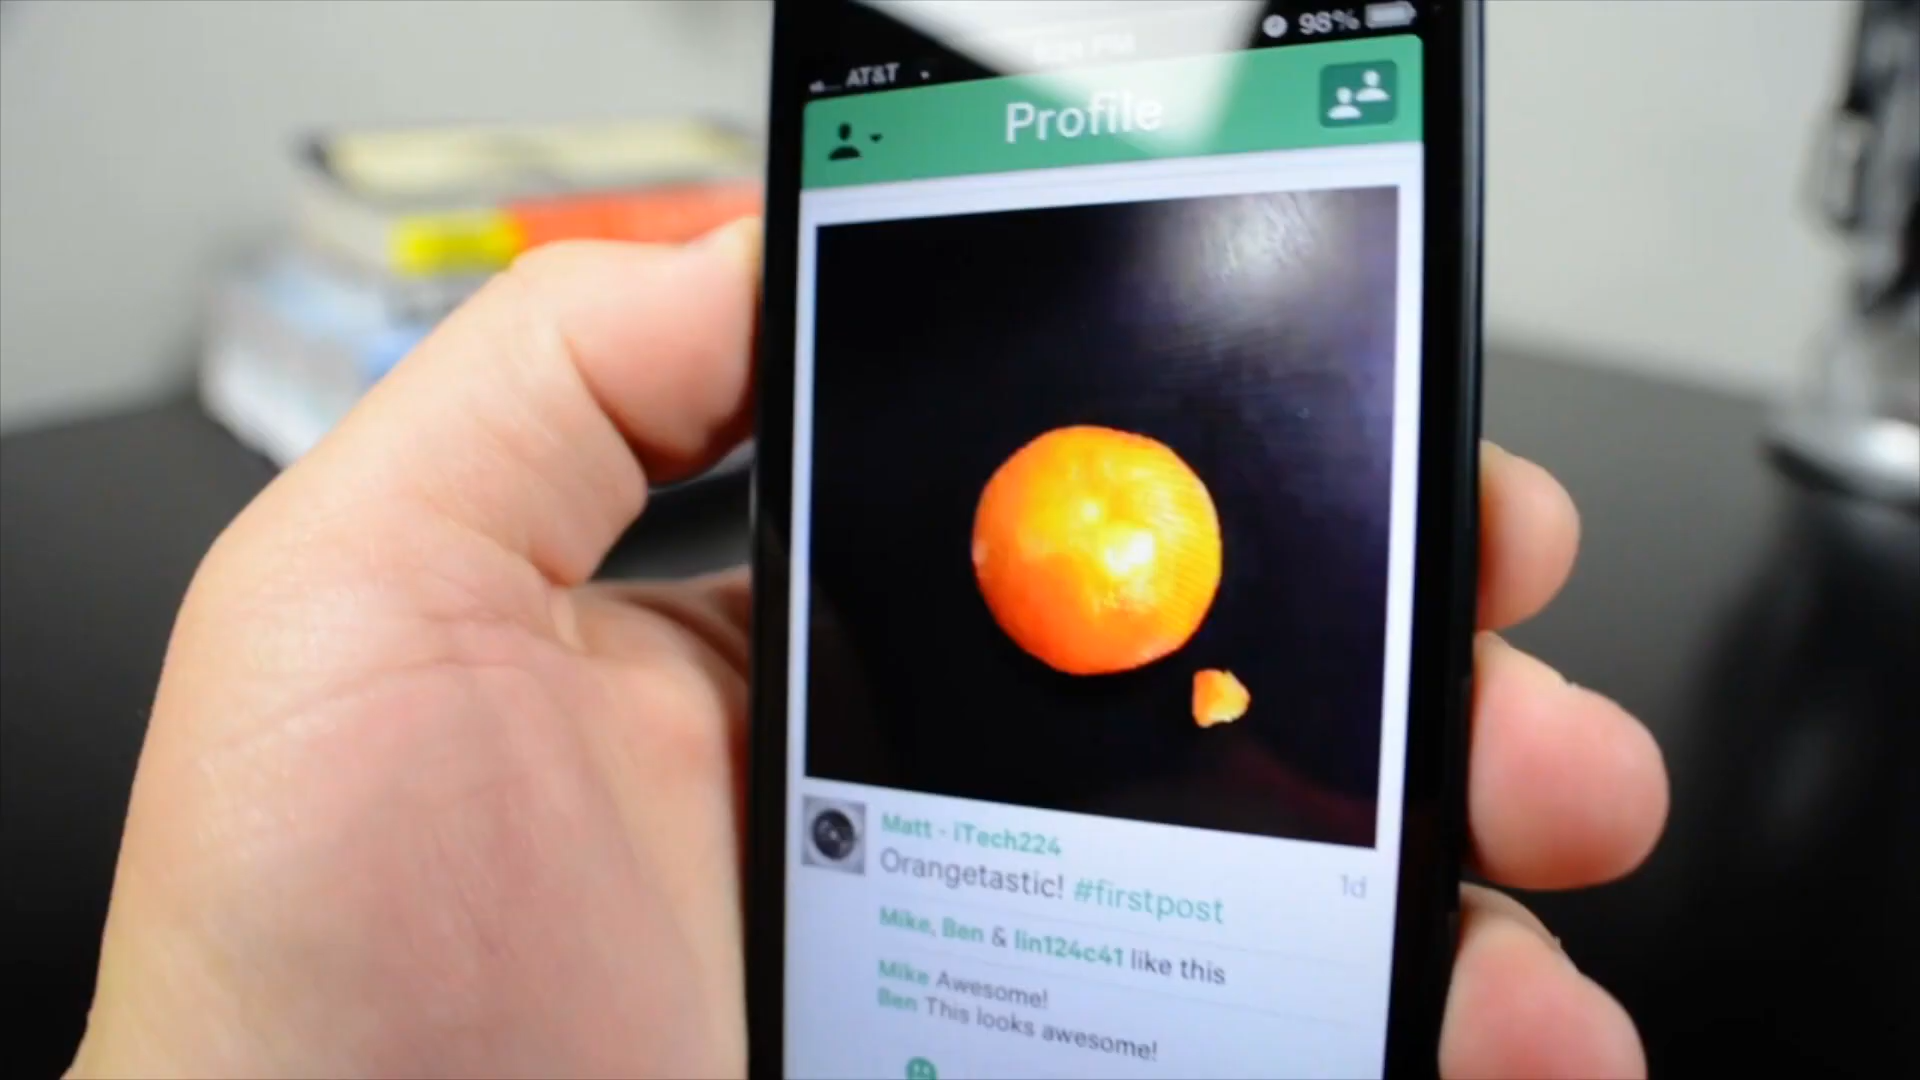 98%
AT&T
Profile
Matt - iTech224
Orangetastic! #firstpost
1d
Mike, Ben & lin124c41 like this
Mike Awesome!
Ben This looks awesome!